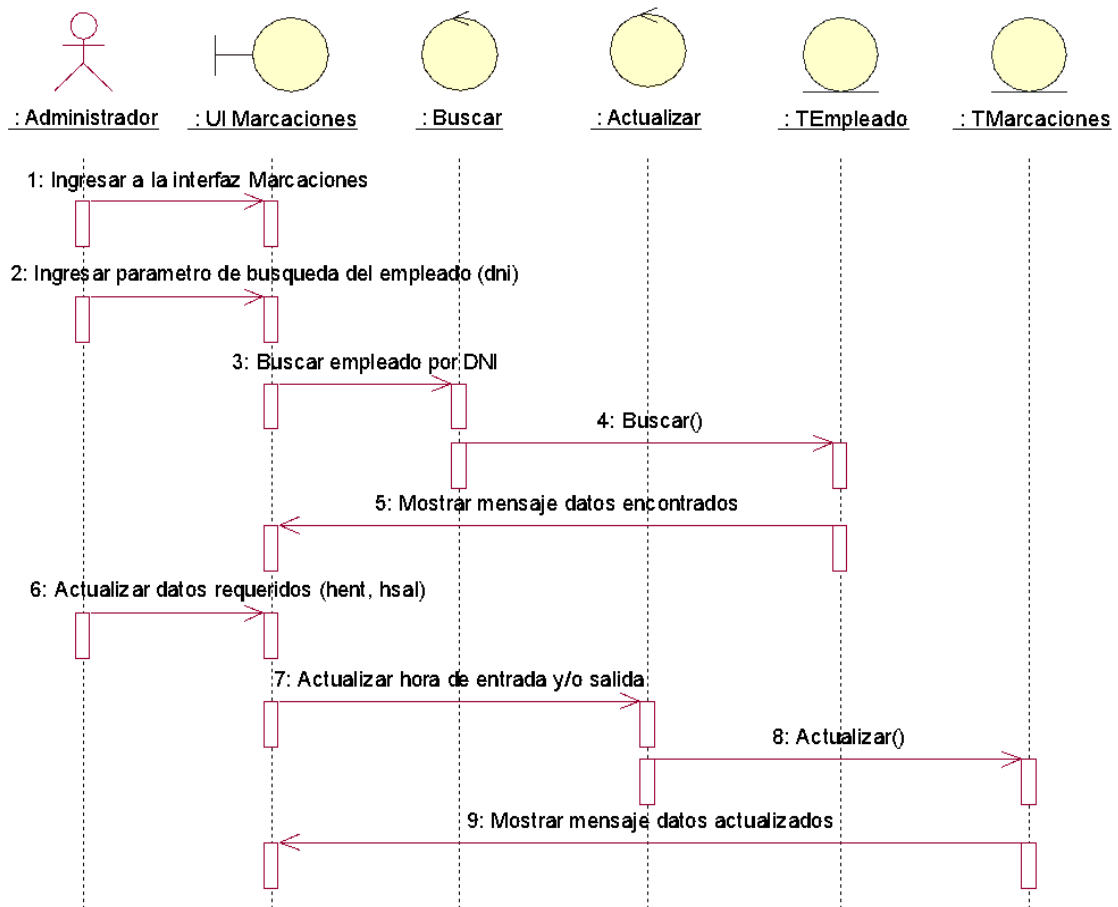 : Administrador
: UI Marcaciones
: Buscar
: Actualizar
: TEmpleado
: TMarcaciones
1: Ingresar a la interfaz Marcaciones
2: Ingresar parametro de busqueda del empleado (dni)
3: Buscar empleado por DNI
4: Buscar()
5: Mostrar mensaje datos encontrados
6: Actualizar datos requeridos (hent, hsal)
7: Actualizar hora de entrada y/o salida
8: Actualizar()
9: Mostrar mensaje datos actualizados